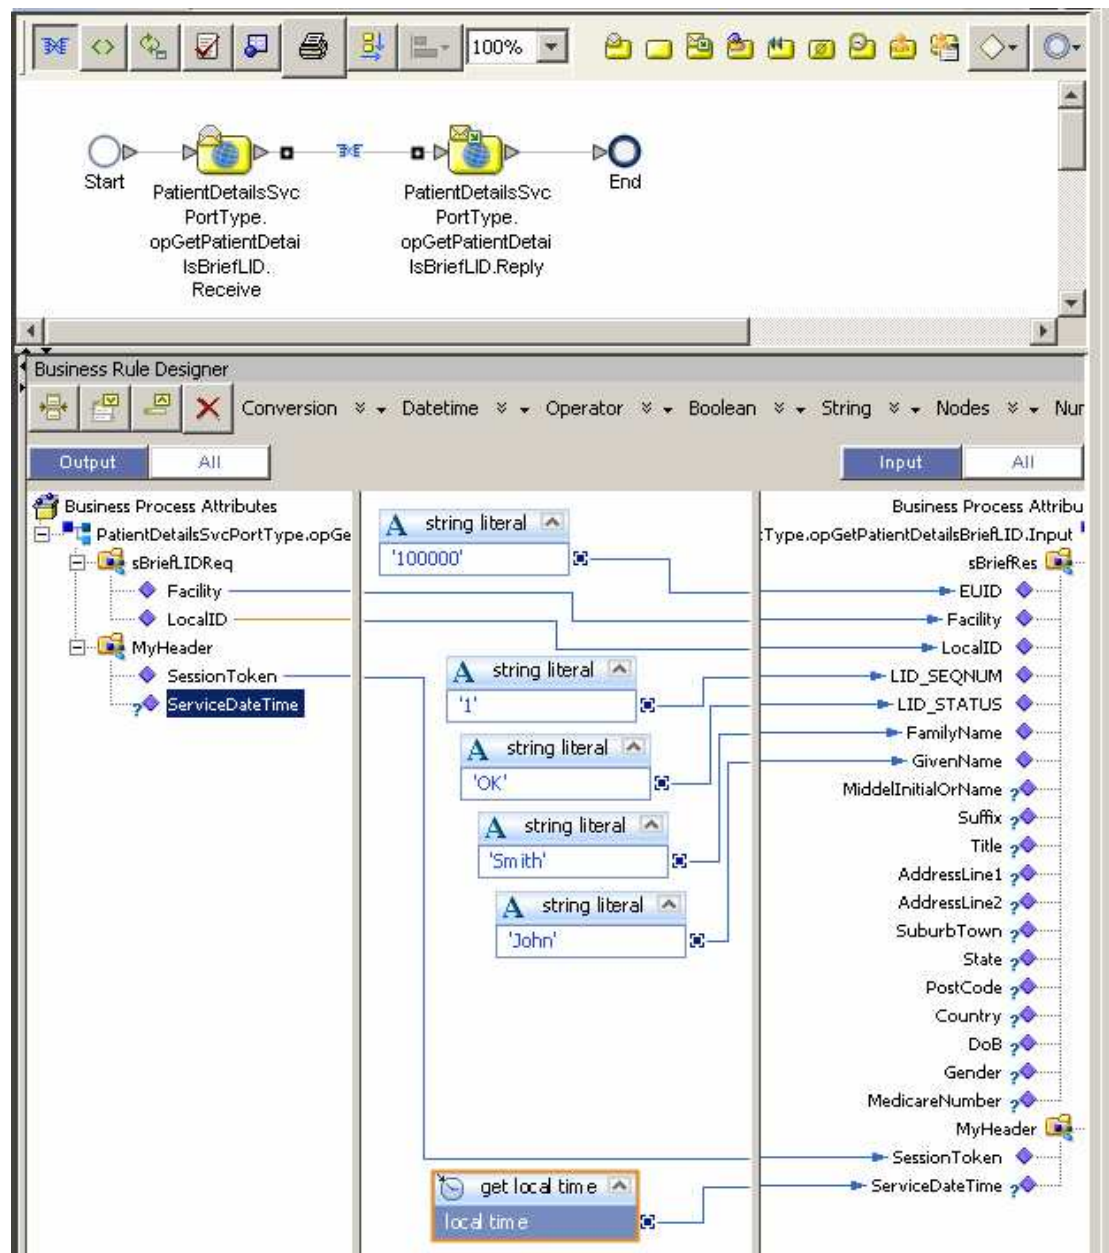 100%
Start
End
PatientDetailsSvc
PortType.
opGetPatientDetai
lsBriefLID.
Receive
PatientDetailsSvc
PortType.
opGetPatientDetai
lsBriefLID.Reply
Business Rule Designer
Conversion Datetime Operator Boolean String Nodes Nur
Output All
Input All
Business Process Attributes
PatientDetailsSvcPortType.opGe
sBriefLIDReq
Facility
LocalID
MyHeader
SessionToken
ServiceDateTime
string literal
'100000'
string literal
'1'
string literal
'OK'
string literal
'Smith'
string literal
'John'
get local time
local time
Business Process Attribu
:Type.opGetPatientDetailsBriefLID.Input
sBriefRes
EUID
Facility
LocalID
LID_SEQNUM
LID_STATUS
FamilyName
GivenName
MiddelInitialOrName
Suffix
Title
AddressLine1
AddressLine2
SuburbTown
State
PostCode
Country
DoB
Gender
MedicareNumber
MyHeader
SessionToken
ServiceDateTime